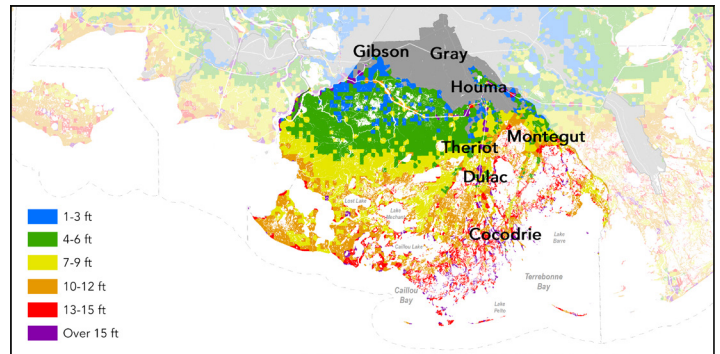 Gibson
Gray
Houma
Montegut
Theriot
Dulac
Lost Lake
Lake
Mechant
Cocodrie
Lake
Barre
Caillou Lake
Terrebonne
Bay
Caillou
Bay
Lake
Pelto
1-3 ft
4-6 ft
7-9 ft
10-12 ft
13-15 ft
Over 15 ft